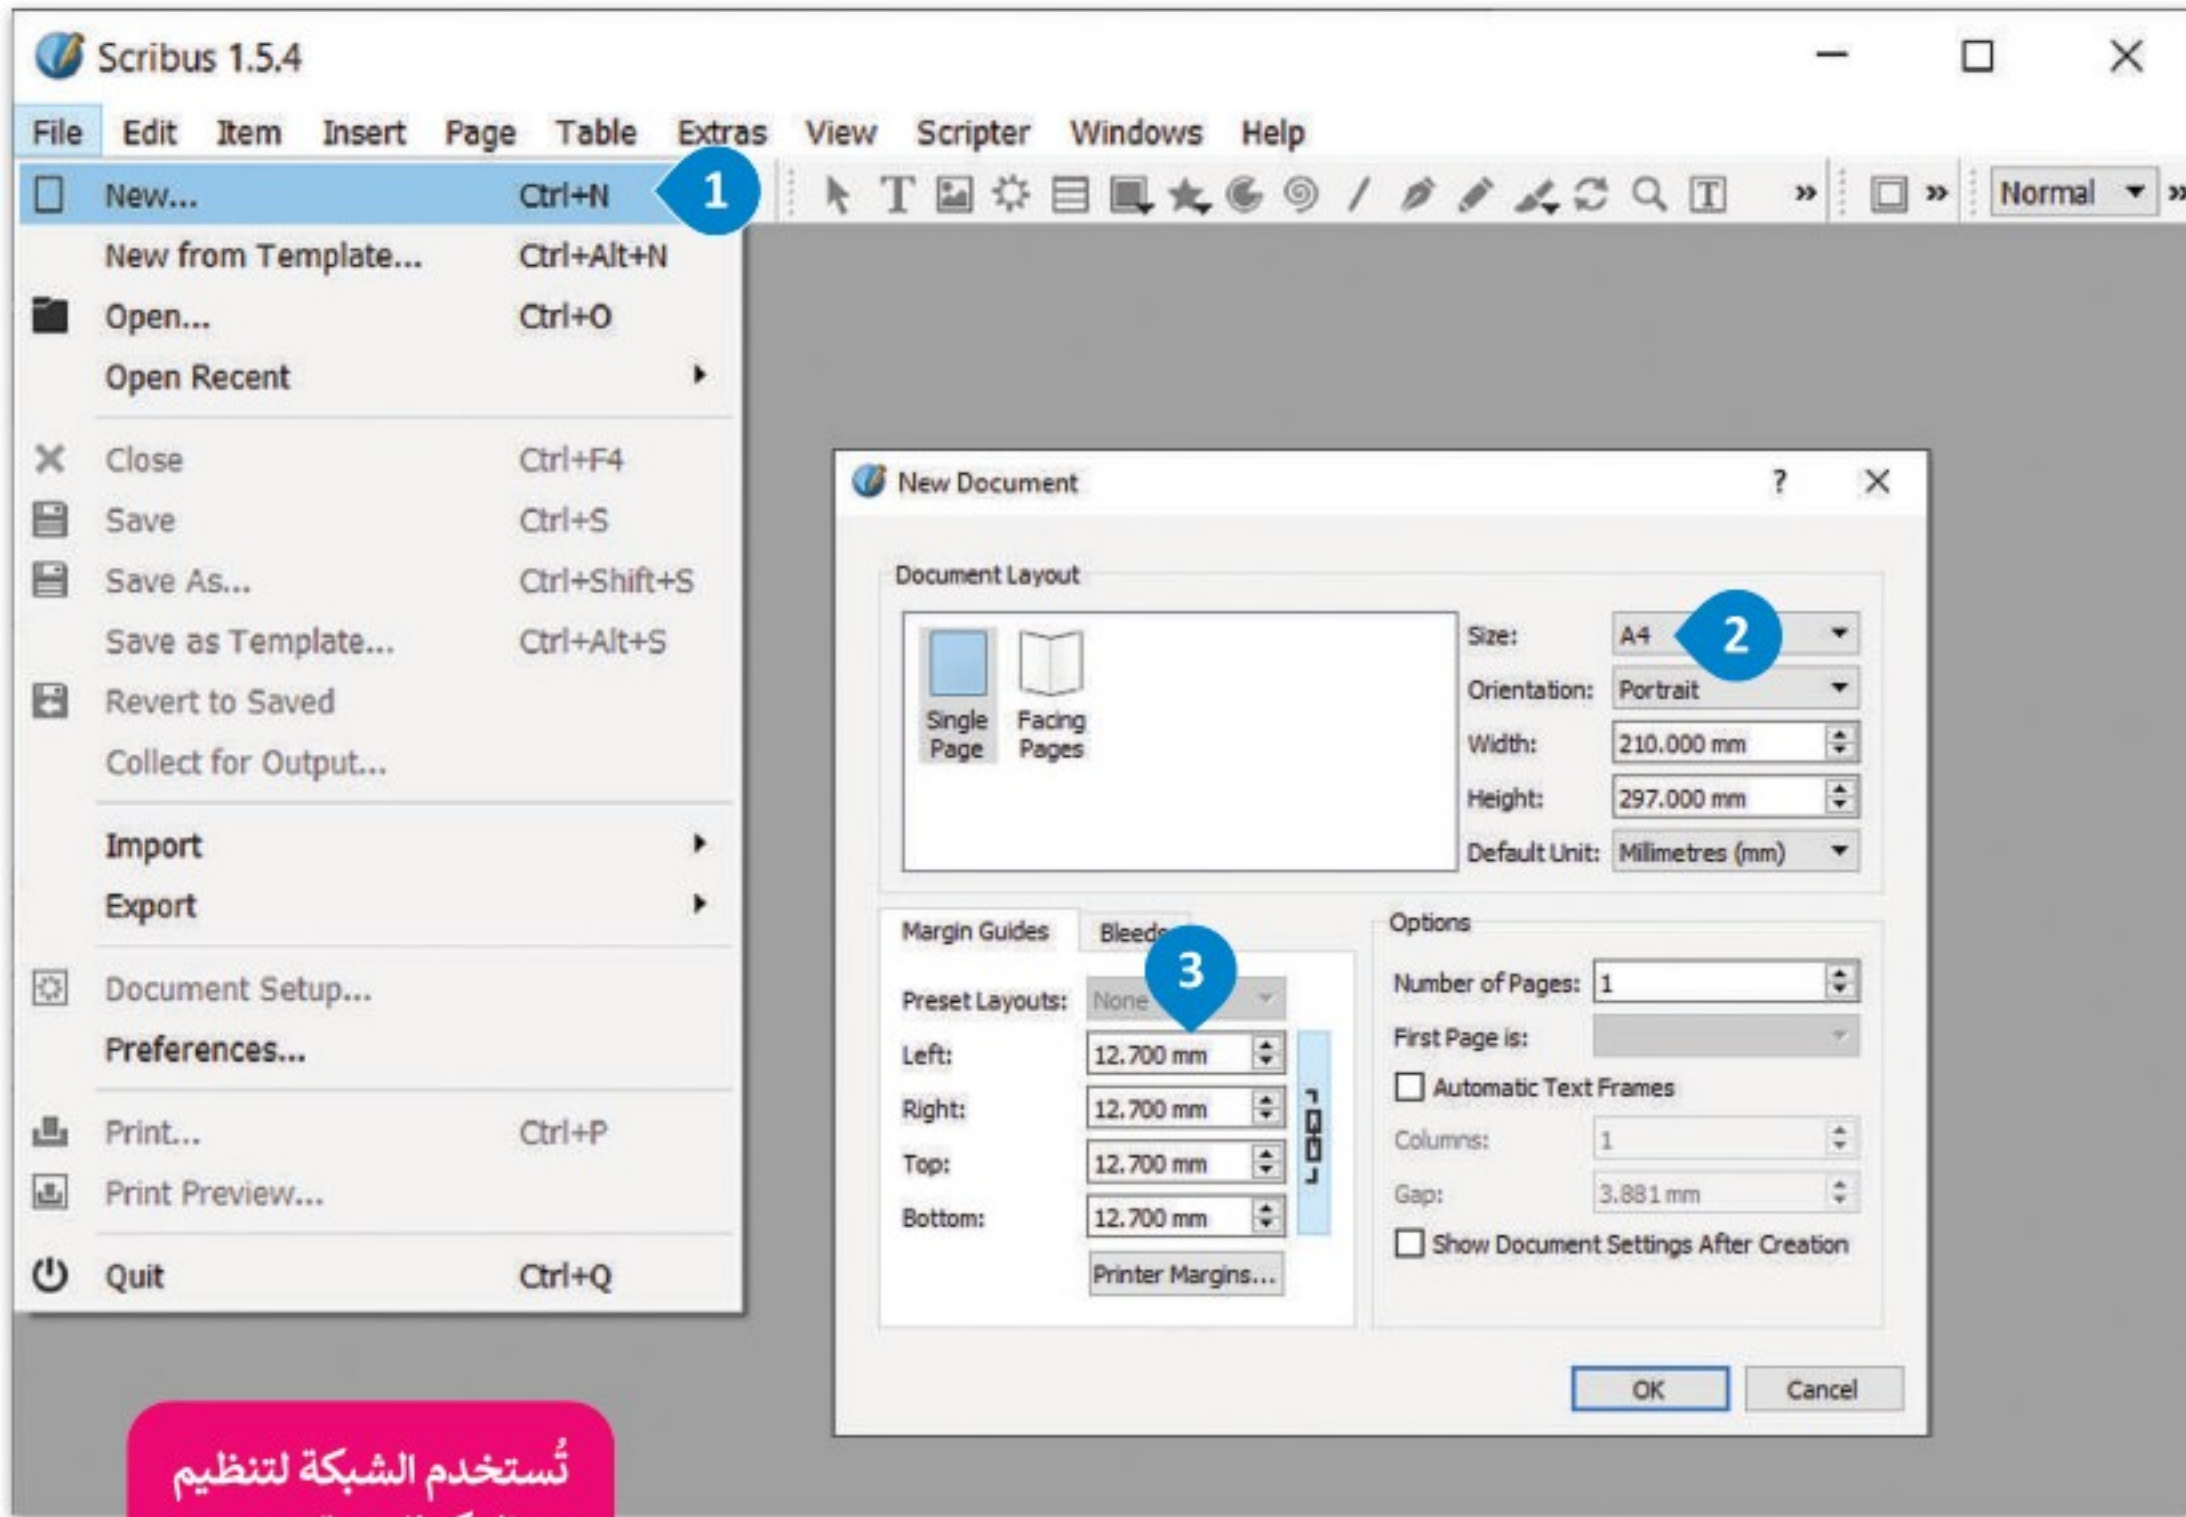 Scribus 1.5.4
File Edit Item Insert Page Table Extras View Scripter Windows Help
New... Ctrl+N 1
Normal
New from Template... Ctrl+Alt+N
Open... Ctrl+O
Open Recent
Close Ctrl+F4
Save Ctrl+S
Save As... Ctrl+Shift+S
Save as Template... Ctrl+Alt+S
Revert to Saved
Collect for Output...
Import
Export
Document Setup...
Preferences...
Print... Ctrl+P
Print Preview...
Quit Ctrl+Q
New Document ?
Document Layout
Single Page
Facing Pages
Size: A4 2
Orientation: Portrait
Width: 210.000 mm
Height: 297.000 mm
Default Unit: Millimetres (mm)
Margin Guides Bleeds
3
Preset Layouts: None
Left: 12.700 mm
Right: 12.700 mm
Top: 12.700 mm
Bottom: 12.700 mm
Printer Margins...
Options
Number of Pages: 1
First Page is:
Automatic Text Frames
Columns: 1
Gap: 3.881 mm
Show Document Settings After Creation
OK Cancel
تُستخدم الشبكة لتنظيم